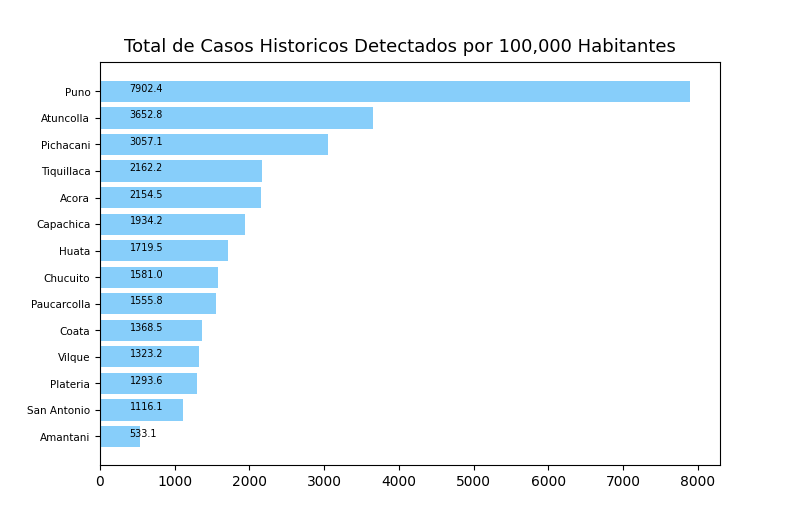 Total de Casos Historicos Detectados por 100,000 Habitantes
Puno 7902.4
Atuncolla 3652.8
Pichacani 3057.1
Tiquillaca 2162.2
Acora 2154.5
Capachica 1934.2
Huata 1719.5
Chucuito 1581.0
Paucarcolla 1555.8
Coata 1368.5
Vilque 1323.2
Plateria 1293.6
San Antonio 1116.1
Amantani 533.1
0 1000 2000 3000 4000 5000 6000 7000 8000